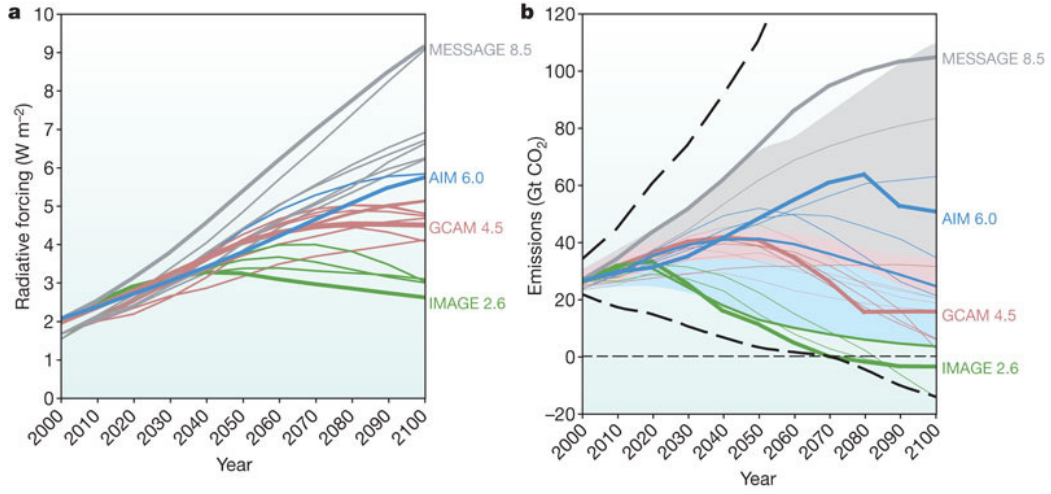 a
10
9
8
7
6
5
4
3
2
1
0
Radiative forcing (W m⁻²)
2000 2010 2020 2030 2040 2050 2060 2070 2080 2090 2100
Year
MESSAGE 8.5
AIM 6.0
GCAM 4.5
IMAGE 2.6
b
120
100
80
60
40
20
0
–20
Emissions (Gt CO₂)
2000 2010 2020 2030 2040 2050 2060 2070 2080 2090 2100
Year
MESSAGE 8.5
AIM 6.0
GCAM 4.5
IMAGE 2.6